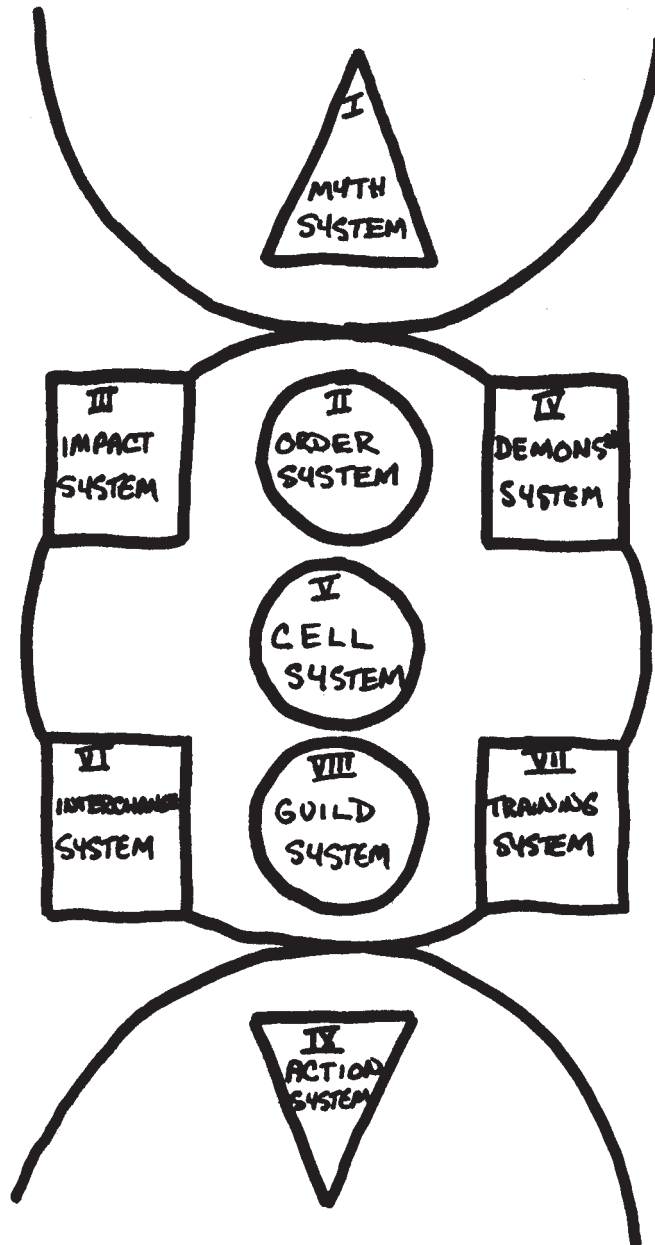 I
MYTH
SYSTEM
III
IMPACT
SYSTEM
II
ORDER
SYSTEM
IV
DEMONS
SYSTEM
V
CELL
SYSTEM
VI
INTERCHANGE
SYSTEM
VIII
GUILD
SYSTEM
VII
TRAINING
SYSTEM
IX
ACTION
SYSTEM